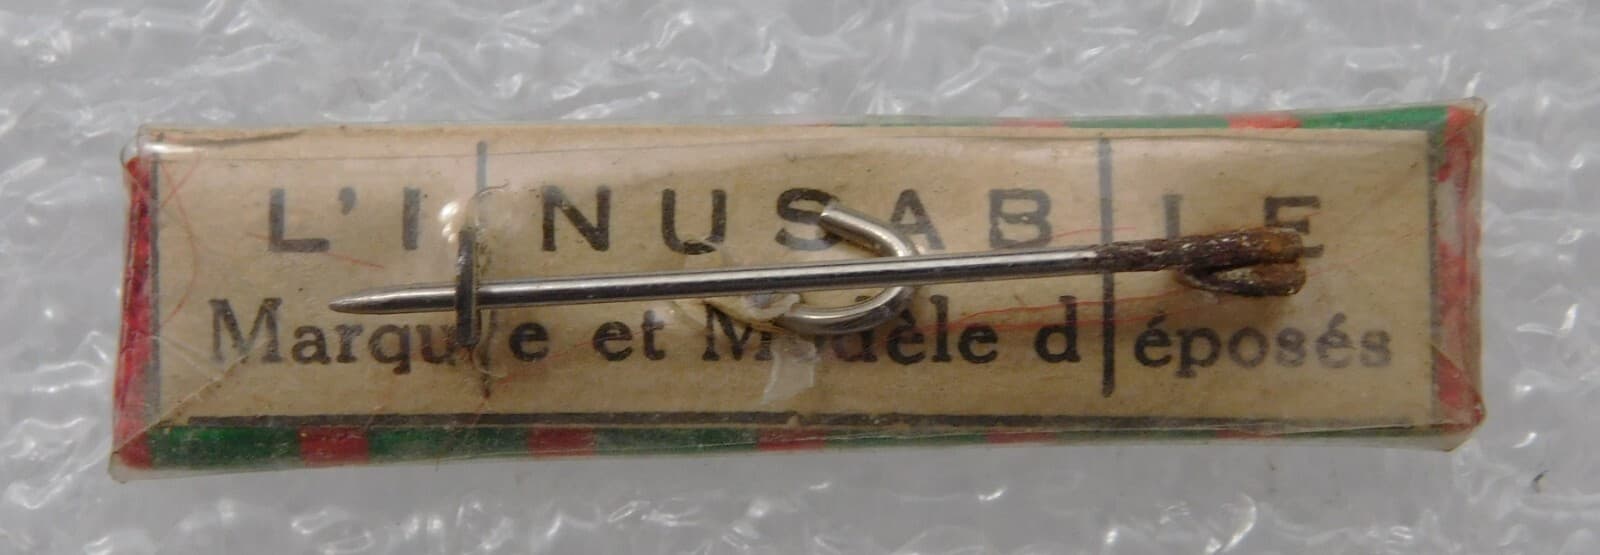 L'INUSABLE
Marque et Modèle déposés